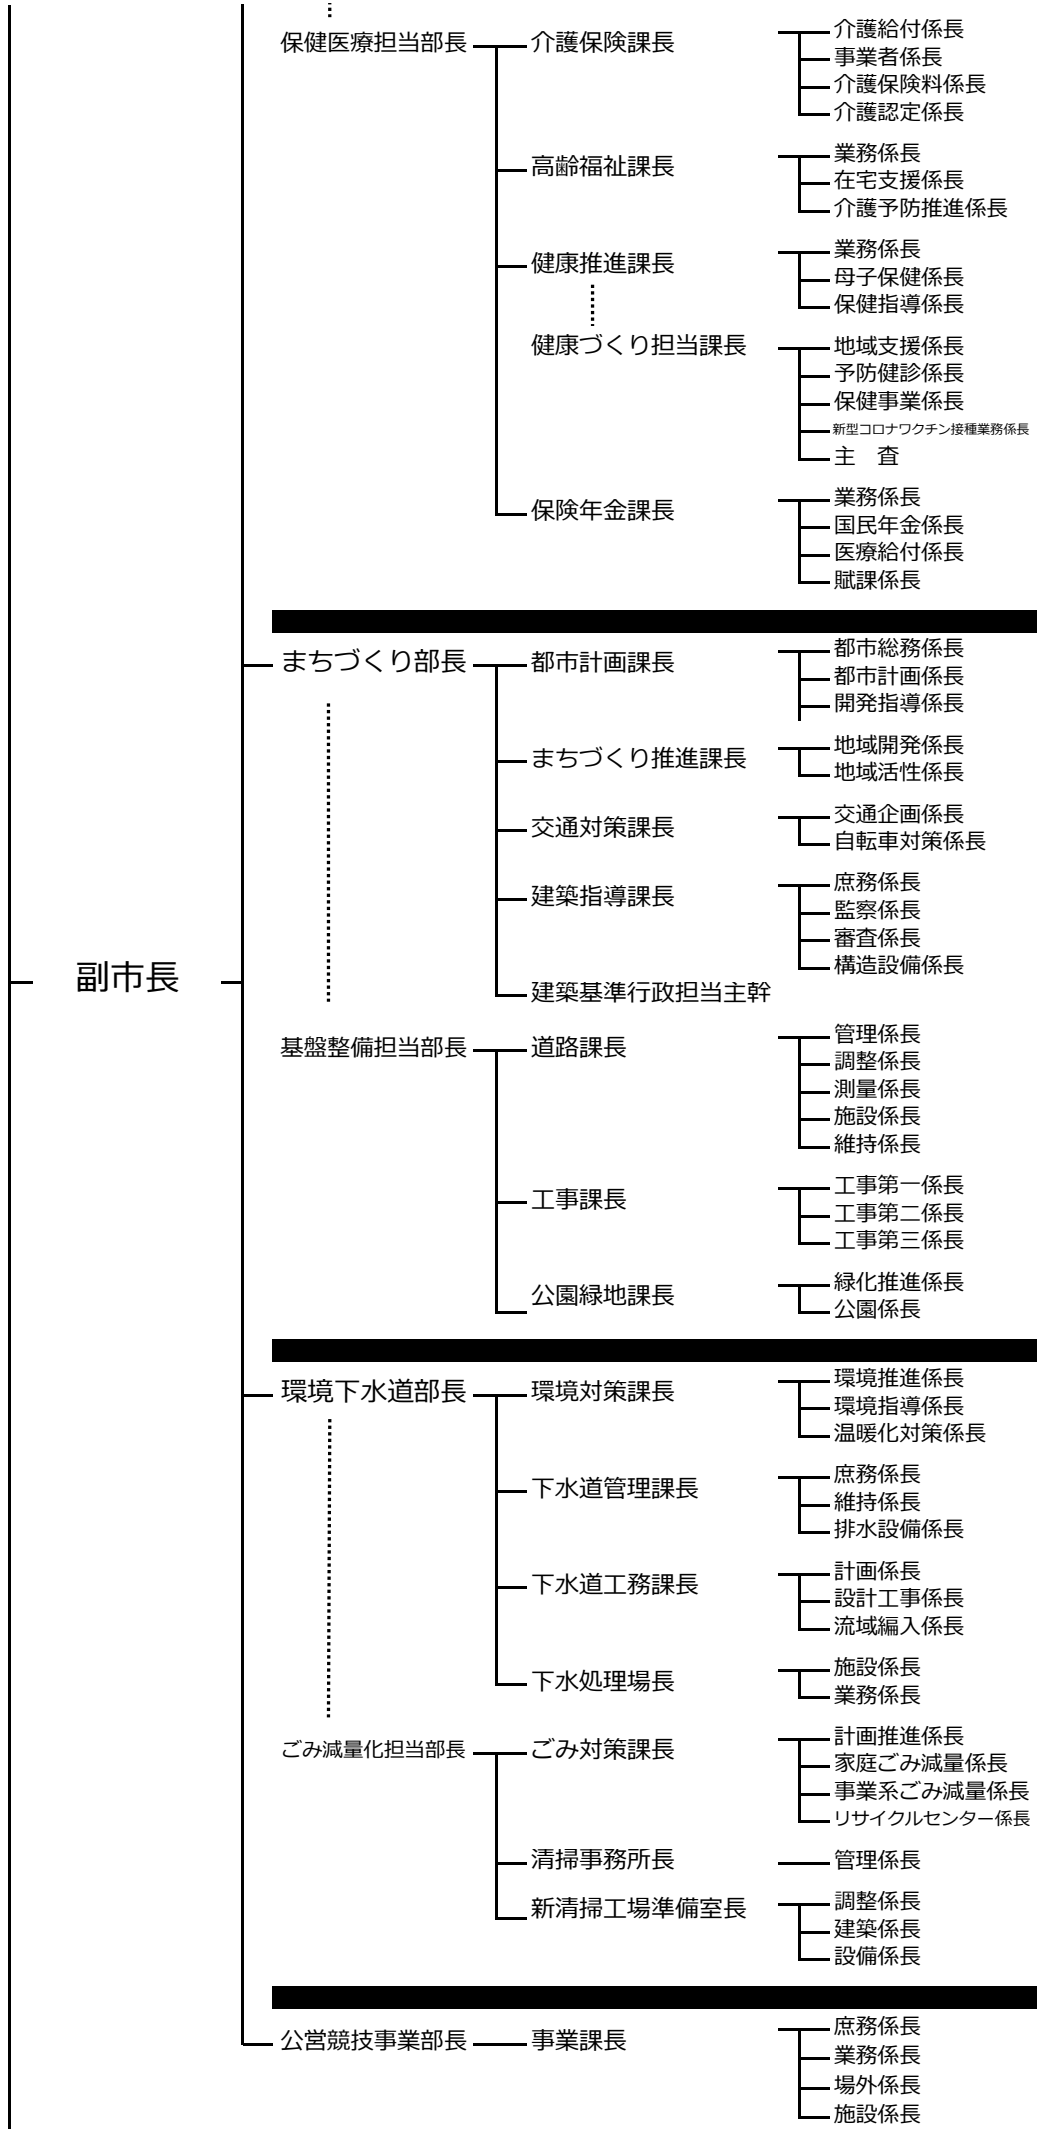 保健医療担当部長
介護保険課長
介護給付係長
事業者係長
介護保険料係長
介護認定係長
高齢福祉課長
業務係長
在宅支援係長
介護予防推進係長
健康推進課長
業務係長
母子保健係長
保健指導係長
健康づくり担当課長
地域支援係長
予防健診係長
保健事業係長
新型コロナワクチン接種業務係長
主　査
保険年金課長
業務係長
国民年金係長
医療給付係長
賦課係長
まちづくり部長
都市計画課長
都市総務係長
都市計画係長
開発指導係長
まちづくり推進課長
地域開発係長
地域活性係長
交通対策課長
交通企画係長
自転車対策係長
建築指導課長
庶務係長
監察係長
審査係長
構造設備係長
副市長
建築基準行政担当主幹
基盤整備担当部長
道路課長
管理係長
調整係長
測量係長
施設係長
維持係長
工事課長
工事第一係長
工事第二係長
工事第三係長
公園緑地課長
緑化推進係長
公園係長
環境下水道部長
環境対策課長
環境推進係長
環境指導係長
温暖化対策係長
下水道管理課長
庶務係長
維持係長
排水設備係長
下水道工務課長
計画係長
設計工事係長
流域編入係長
下水処理場長
施設係長
業務係長
ごみ減量化担当部長
ごみ対策課長
計画推進係長
家庭ごみ減量係長
事業系ごみ減量係長
リサイクルセンター係長
清掃事務所長
管理係長
新清掃工場準備室長
調整係長
建築係長
設備係長
公営競技事業部長
事業課長
庶務係長
業務係長
場外係長
施設係長